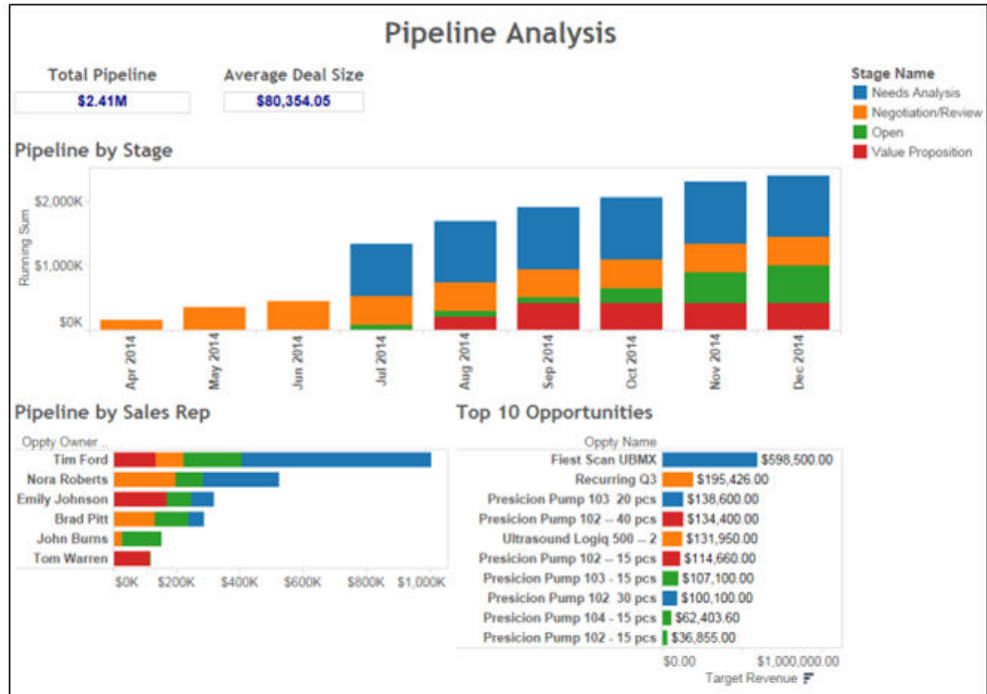 Pipeline Analysis
Total Pipeline
Average Deal Size
$2.41M
$80,354.05
Stage Name
Needs Analysis
Negotiation/Review
Open
Value Proposition
Pipeline by Stage
Running Sum
$2,000K
$1,000K
$0K
Apr 2014
May 2014
Jun 2014
Jul 2014
Aug 2014
Sep 2014
Oct 2014
Nov 2014
Dec 2014
Pipeline by Sales Rep
Oppty Owner ..
Tim Ford
Nora Roberts
Emily Johnson
Brad Pitt
John Burns
Tom Warren
$0K $200K $400K $600K $800K $1,000K
Top 10 Opportunities
Oppty Name
Fiest Scan UBMX $598,500.00
Recurring Q3 $195,426.00
Presicion Pump 103 20 pcs $138,600.00
Presicion Pump 102 -- 40 pcs $134,400.00
Ultrasound Logiq 500 -- 2 $131,950.00
Presicion Pump 102 -- 15 pcs $114,660.00
Presicion Pump 103 - 15 pcs $107,100.00
Presicion Pump 102 30 pcs $100,100.00
Presicion Pump 104 - 15 pcs $62,403.60
Presicion Pump 102 - 15 pcs $36,855.00
$0.00 $1,000,000.00
Target Revenue